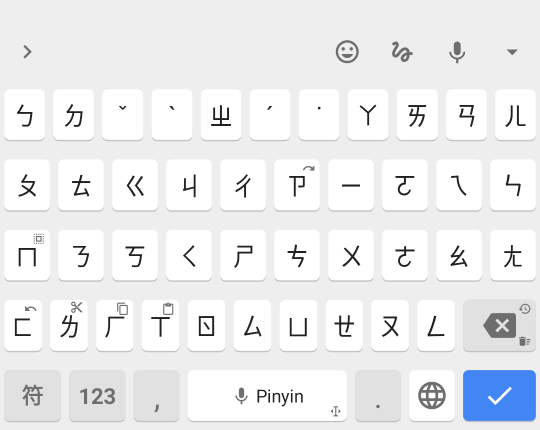 ㄅ ㄉ ˇ ˋ ㄓ ˊ ˙ ㄚ ㄞ ㄢ ㄦ
ㄆ ㄊ ㄍ ㄐ ㄔ ㄗ ㄧ ㄛ ㄟ ㄣ
ㄇ ㄋ ㄎ ㄑ ㄕ ㄘ ㄨ ㄜ ㄠ ㄤ
ㄈ ㄌ ㄏ ㄒ ㄖ ㄙ ㄩ ㄝ ㄡ ㄥ
符 123 , Pinyin .